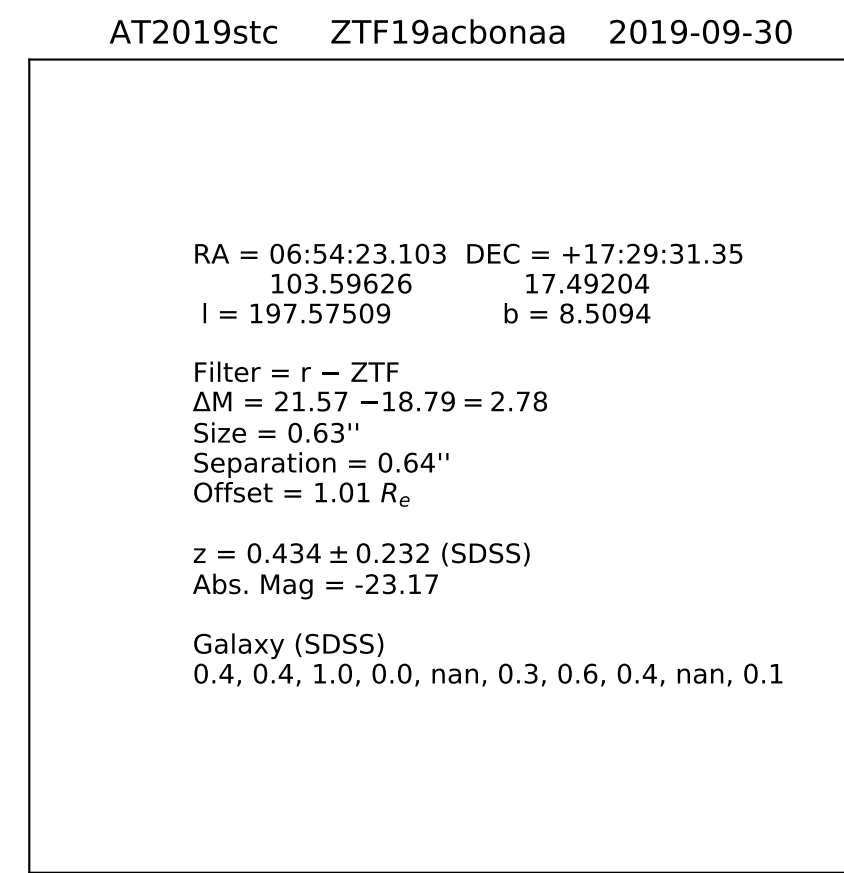 AT2019stc ZTF19acbonaa 2019-09-30
RA = 06:54:23.103 DEC = +17:29:31.35
103.59626 17.49204
l = 197.57509 b = 8.5094
Filter = r − ZTF
ΔM = 21.57 −18.79 = 2.78
Size = 0.63''
Separation = 0.64''
Offset = 1.01 Rₑ
z = 0.434 ± 0.232 (SDSS)
Abs. Mag = -23.17
Galaxy (SDSS)
0.4, 0.4, 1.0, 0.0, nan, 0.3, 0.6, 0.4, nan, 0.1